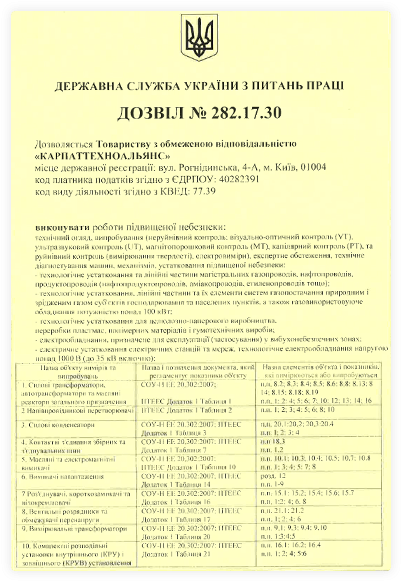 ДЕРЖАВНА СЛУЖБА УКРАЇНИ З ПИТАНЬ ПРАЦІ
ДОЗВІЛ № 282.17.30
Дозволяється Товариству з обмеженою відповідальністю
«КАРПАТТЕХНОАЛЬЯНС»
місце державної реєстрації: вул. Рогнідинська, 4-А, м. Київ, 01004
код платника податків згідно з ЄДРПОУ: 40282391
код виду діяльності згідно з КВЕД: 77.39
виконувати роботи підвищеної небезпеки:
технічний огляд, випробування (неруйнівний контроль: візуально-оптичний контроль (VT),
ультразвуковий контроль (UT), магнітопорошковий контроль (MT), капілярний контроль (PT), та
руйнівний контроль (вимірювання твердості), електровимірю), експертне обстеження, технічне
діагностування машин, механізмів, устатковання підвищеної небезпеки:
- технологічне устатковання та лінійні частини магістральних газопроводів, нафтопроводів,
продуктопроводів (нафтопродуктопроводів, аміакопроводів, етиленопроводів тощо);
- технологічне устатковання, лінійні частини та їх елементи систем газопостачання природним і
зрідженим газом суб'єктів господарювання та населених пунктів, а також газовикористовуюче
обладнання потужністю понад 100 кВт;
- технологічне устатковання для целюлозно-паперового виробництва,
переробки пластмас, полімерних матеріалів і гумотехнічних виробів;
- електрообладнання, призначене для експлуатації (застосування) у вибухонебезпечних зонах;
- електричне устатковання електричних станцій та мереж, технологічне електрообладнання напругою
понад 1000 В (до 35 кВ включно):
Назва об'єкту вимірів та випробувань
Назва і позначення документа, який регламентує показники об'єкту
Назва елементів об'єкта і показників, які вимірюються або випробуються
1. Силові трансформатори, автотрансформатори та масляні реактори загального призначення
СОУ-Н ЕЕ 20.302:2007;
ПТЕЕС Додаток 1 Таблиця 1
п.п. 8.2; 8.3; 8.4; 8.5; 8.6; 8.8; 8.13; 8.14; 8.15; 8.18; 8.19
п.п. 1; 2; 4; 5; 6; 7; 10; 12; 13; 14; 16
2 Напівпровідникові перетворювачі
ПТЕЕС Додаток 1 Таблиця 2
п.п. 1; 2; 3; 4; 5; 6; 8; 10
3. Силові конденсатори
СОУ-Н ЕЕ 20.302:2007; ПТЕЕС Додаток 1 Таблиця 3
п.п. 20.1; 20.2; 20.3 20.4
п.п. 1, 2; 3; 4
4. Контактні з'єднання збірних та з'єднувальних шин
СОУ-Н ЕЕ 20.302:2007; ПТЕЕС Додаток 1 Таблиця 7
п.п 18.3
п.п. 1,2
5. Масляні та електромагнітні вимикачі
СОУ-Н ЕЕ 20.302:2007;
ПТЕЕС Додаток 1 Таблиця 10
п.п. 10.1; 10.3; 10.4; 10.5; 10.7; 10.8
п.п. 1; 3; 4; 5; 7; 8
6. Вимикачі навантаження
СОУ-Н ЕЕ 20.302:2007; ПТЕЕС Додаток 1 Таблиця 14
розд. 12
7 Роз'єднувачі, короткозамикачі та відокремлювачі
СОУ-Н ЕЕ 20.302:2007; ПТЕЕС Додаток 1 Таблиця 16
п.п. 15.1; 15.2; 15.4; 15.6; 15.7
п.п. 1:2; 4; 6, 8
8. Вентильні розрядники та обмежувачі перенапруги
СОУ-Н ЕЕ 20.302:2007; ПТЕЕС Додаток 1 Таблиця 17
п.п. 21,1; 21.2
п.п. 1; 2; 4; 6
9. Вимірювальні трансформатори
СОУ-Н ЕЕ 20.302:2007; ПТЕЕС Додаток 1 Таблиця 20
п.п. 9.1; 9.3; 9.4; 9.10
п.п. 1:3;4;5
10. Комплектні розподільчі установки внутрішнього (КРУ) і зовнішнього (КРУВ) установлення
СОУ-Н ЕЕ 20.302:2007; ПТЕЕС Додаток 1 Таблиця 21
п.п. 16.1; 16.2; 16.4
п.п. 1:2; 4; 5;6